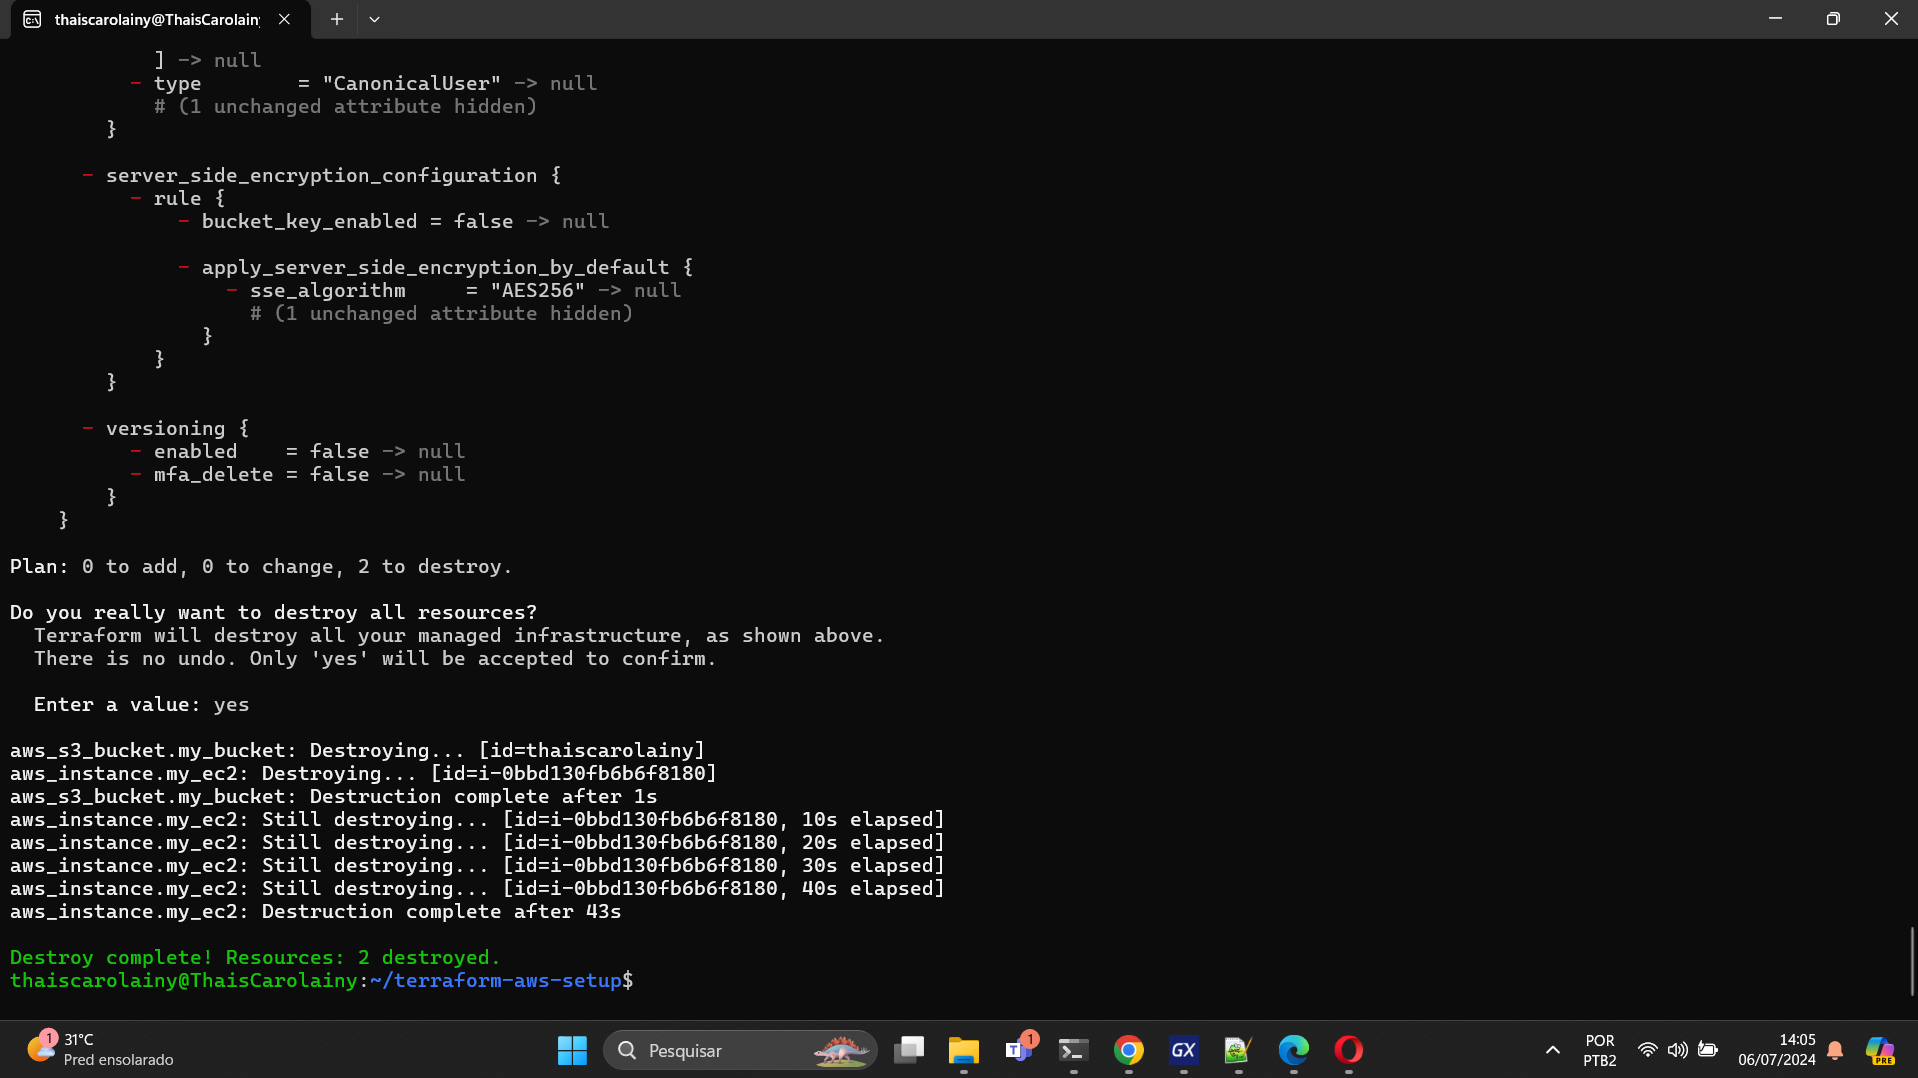 thaiscarolainy@ThaisCarolain
] -> null
- type        = "CanonicalUser" -> null
# (1 unchanged attribute hidden)
}
- server_side_encryption_configuration {
- rule {
- bucket_key_enabled = false -> null
- apply_server_side_encryption_by_default {
- sse_algorithm     = "AES256" -> null
# (1 unchanged attribute hidden)
}
}
}
- versioning {
- enabled    = false -> null
- mfa_delete = false -> null
}
}
Plan: 0 to add, 0 to change, 2 to destroy.
Do you really want to destroy all resources?
Terraform will destroy all your managed infrastructure, as shown above.
There is no undo. Only 'yes' will be accepted to confirm.
Enter a value: yes
aws_s3_bucket.my_bucket: Destroying... [id=thaiscarolainy]
aws_instance.my_ec2: Destroying... [id=i-0bbd130fb6b6f8180]
aws_s3_bucket.my_bucket: Destruction complete after 1s
aws_instance.my_ec2: Still destroying... [id=i-0bbd130fb6b6f8180, 10s elapsed]
aws_instance.my_ec2: Still destroying... [id=i-0bbd130fb6b6f8180, 20s elapsed]
aws_instance.my_ec2: Still destroying... [id=i-0bbd130fb6b6f8180, 30s elapsed]
aws_instance.my_ec2: Still destroying... [id=i-0bbd130fb6b6f8180, 40s elapsed]
aws_instance.my_ec2: Destruction complete after 43s
Destroy complete! Resources: 2 destroyed.
thaiscarolainy@ThaisCarolainy:~/terraform-aws-setup$
1
31°C
Pred ensolarado
Pesquisar
T
1
GX
POR
PTB2
14:05
06/07/2024
PRE